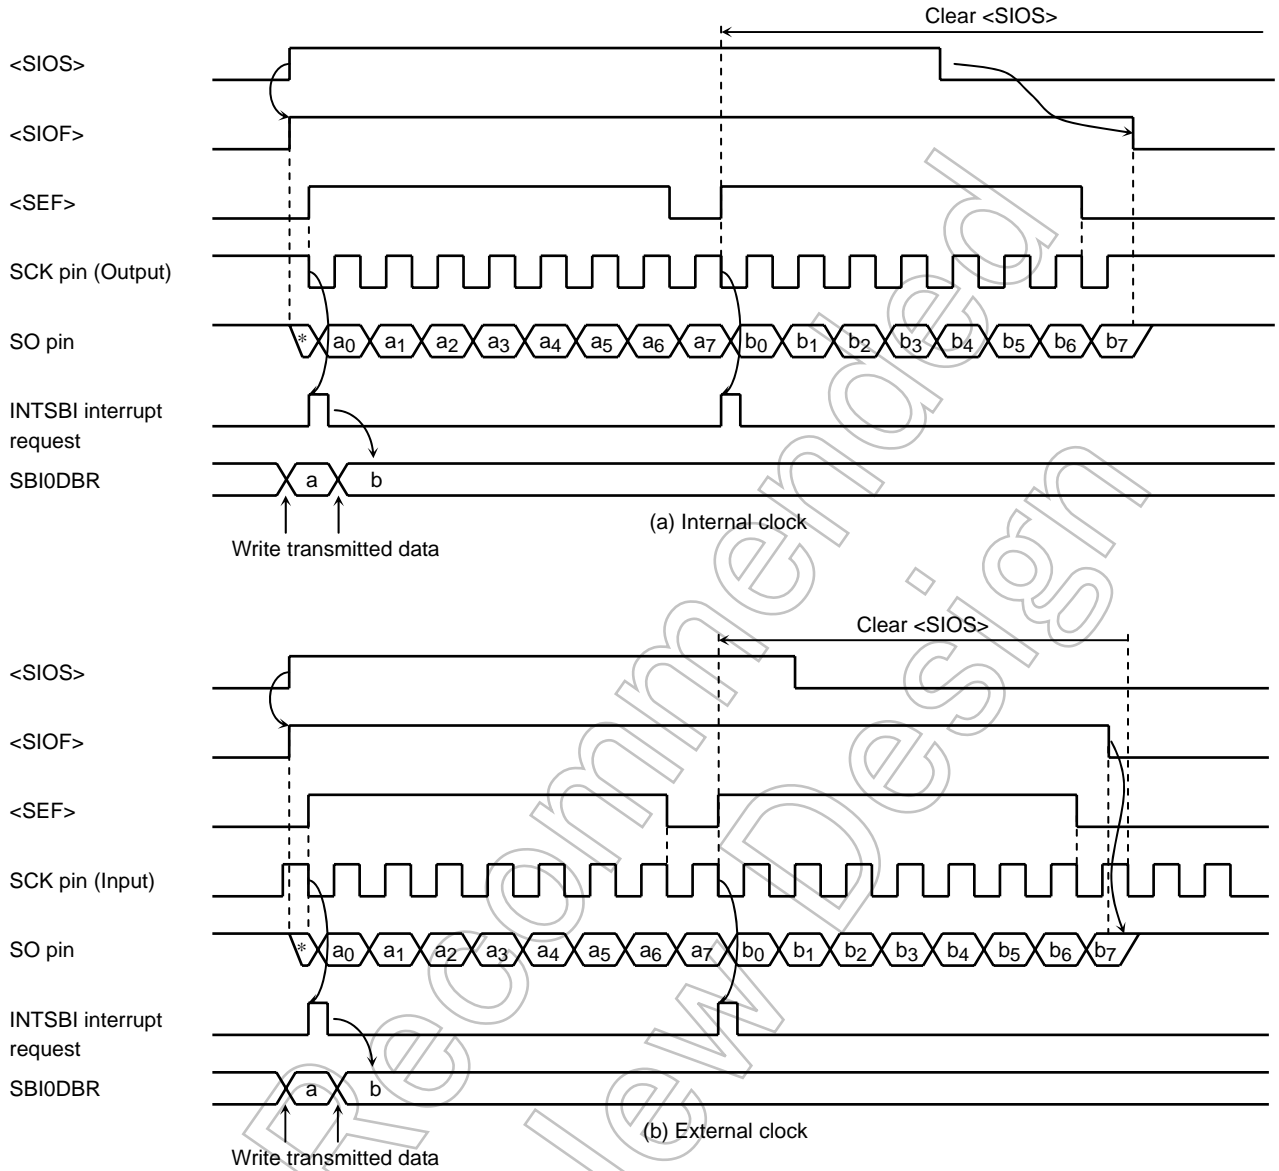 Clear <SIOS>
<SIOS>
<SIOF>
<SEF>
SCK pin (Output)
SO pin
* a0 a1 a2 a3 a4 a5 a6 a7 b0 b1 b2 b3 b4 b5 b6 b7
INTSBI interrupt
request
SBI0DBR
a b
(a) Internal clock
Write transmitted data
Clear <SIOS>
<SIOS>
<SIOF>
<SEF>
SCK pin (Input)
SO pin
* a0 a1 a2 a3 a4 a5 a6 a7 b0 b1 b2 b3 b4 b5 b6 b7
INTSBI interrupt
request
SBI0DBR
a b
(b) External clock
Write transmitted data
Recommended
Design